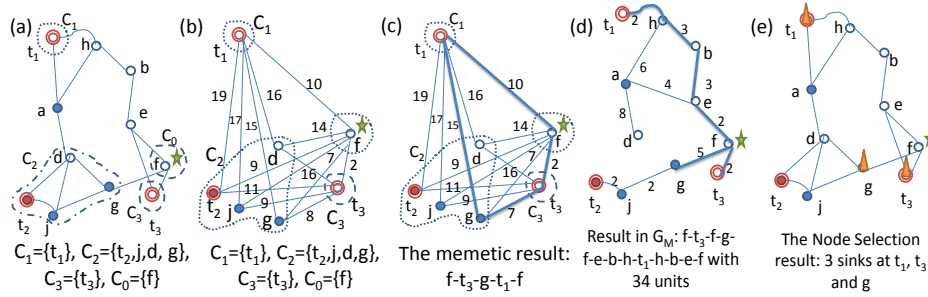 (a)
C1
t1
h
b
a
e
C2
d
C0
f
t2
j
g
C3
t3
C1={t1}, C2={t2,j,d, g},
C3={t3}, C0={f}
(b)
C1
t1
10
19
16
17
15
14
C2
d
f
9
7
2
16
t2
11
j
9
t3
g
8
C3
C1={t1}, C2={t2,j,d,g},
C3={t3}, C0={f}
(c)
C1
t1
10
19
16
17
15
14
C2
d
f
9
7
2
16
t2
11
j
9
t3
g
7
C3
The memetic result:
f-t3-g-t1-f
(d)
t1
2
h
3
b
6
a
4
3
e
8
2
d
f
5
2
t2
2
g
t3
j
Result in GM: f-t3-f-g-
f-e-b-h-t1-h-b-e-f with
34 units
(e)
t1
h
b
a
e
d
f
t2
g
j
t3
The Node Selection
result: 3 sinks at t1, t3
and g